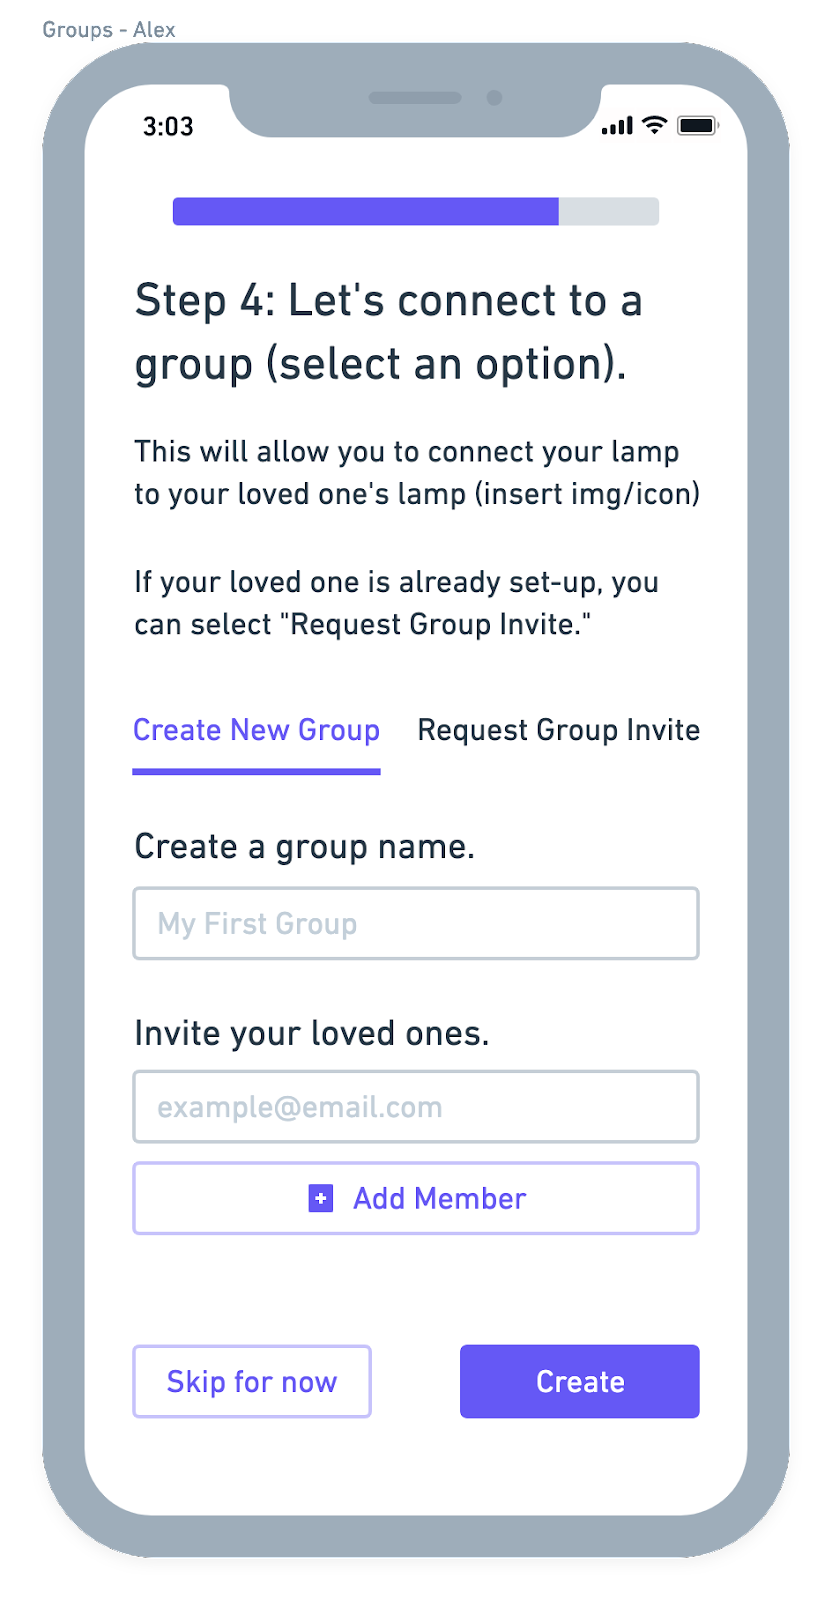 Groups - Alex
3:03
Step 4: Let's connect to a
group (select an option).
This will allow you to connect your lamp
to your loved one's lamp (insert img/icon)
If your loved one is already set-up, you
can select "Request Group Invite."
Create New Group
Request Group Invite
Create a group name.
My First Group
Invite your loved ones.
example@email.com
Add Member
Skip for now
Create